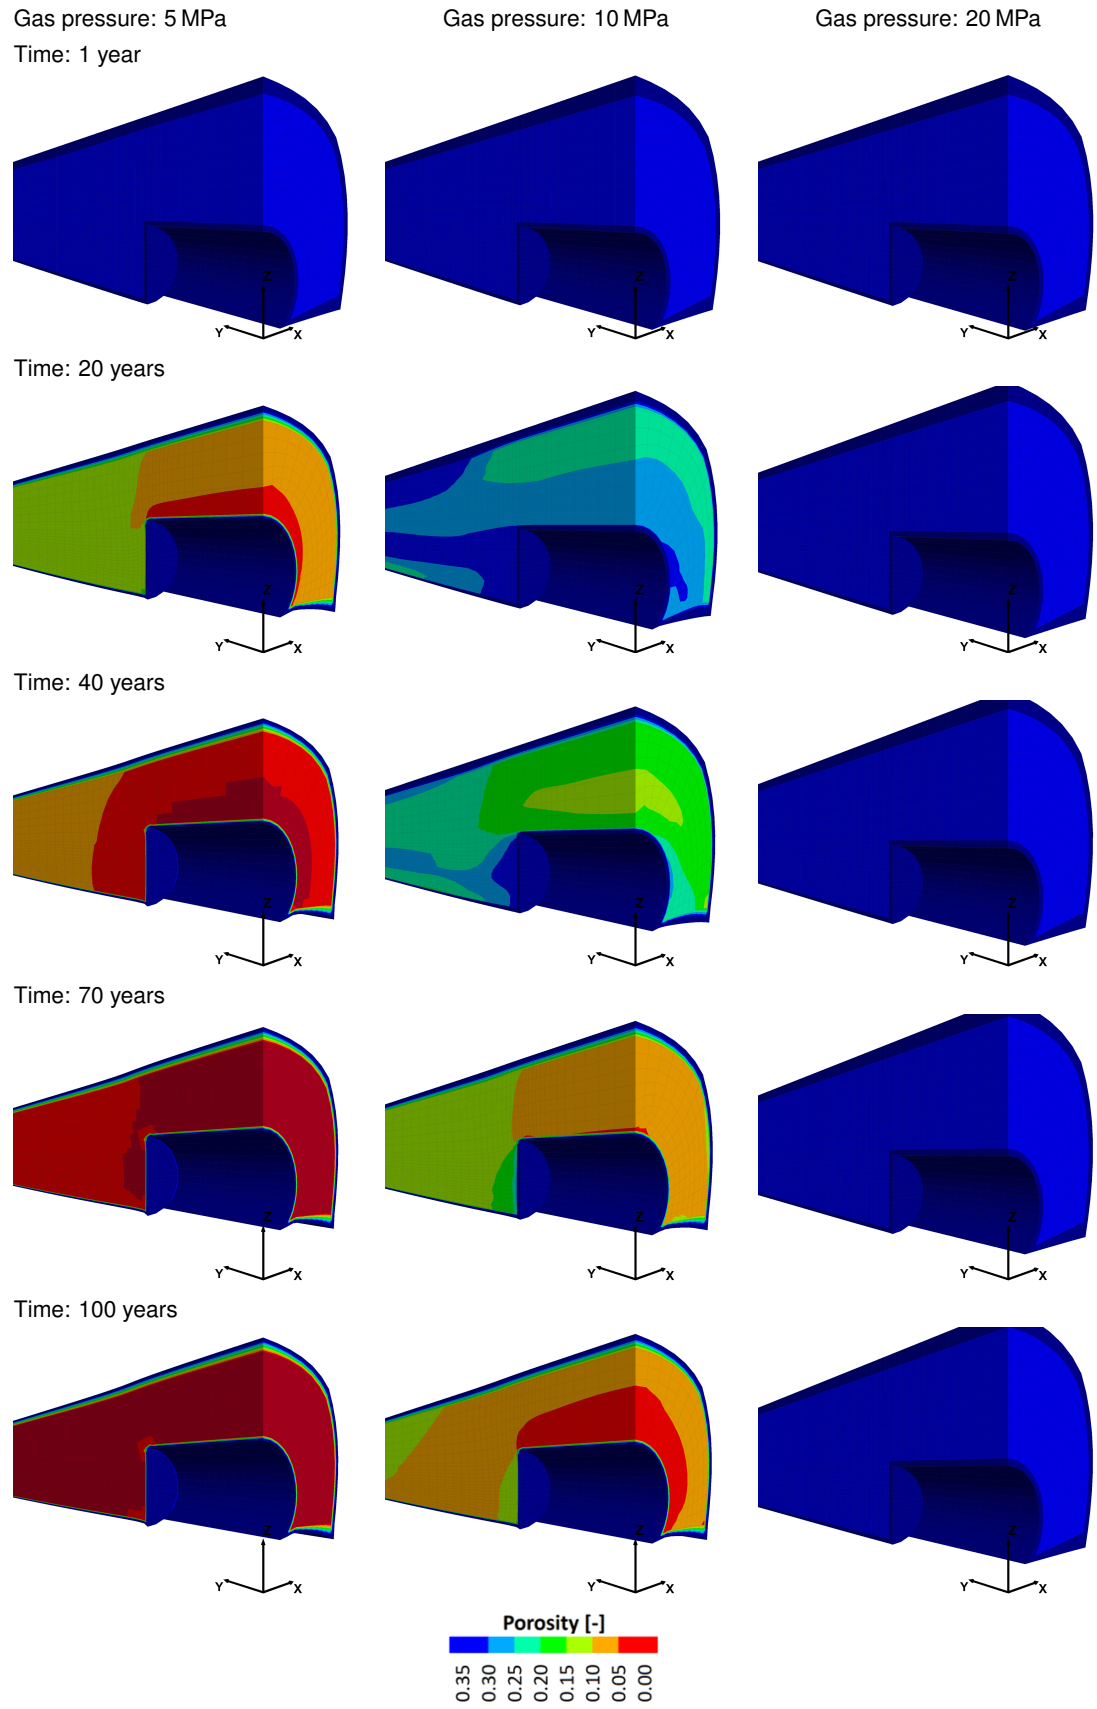 Gas pressure: 5 MPa Gas pressure: 10 MPa Gas pressure: 20 MPa
Time: 1 year
Z Z Z
Y X Y X Y X
Time: 20 years
Z Z Z
Y X Y X Y X
Time: 40 years
Z Z Z
Y X Y X Y X
Time: 70 years
Z Z Z
Y X Y X Y X
Time: 100 years
Z Z Z
Y X Y X Y X
Porosity [-]
0.35 0.30 0.25 0.20 0.15 0.10 0.05 0.00